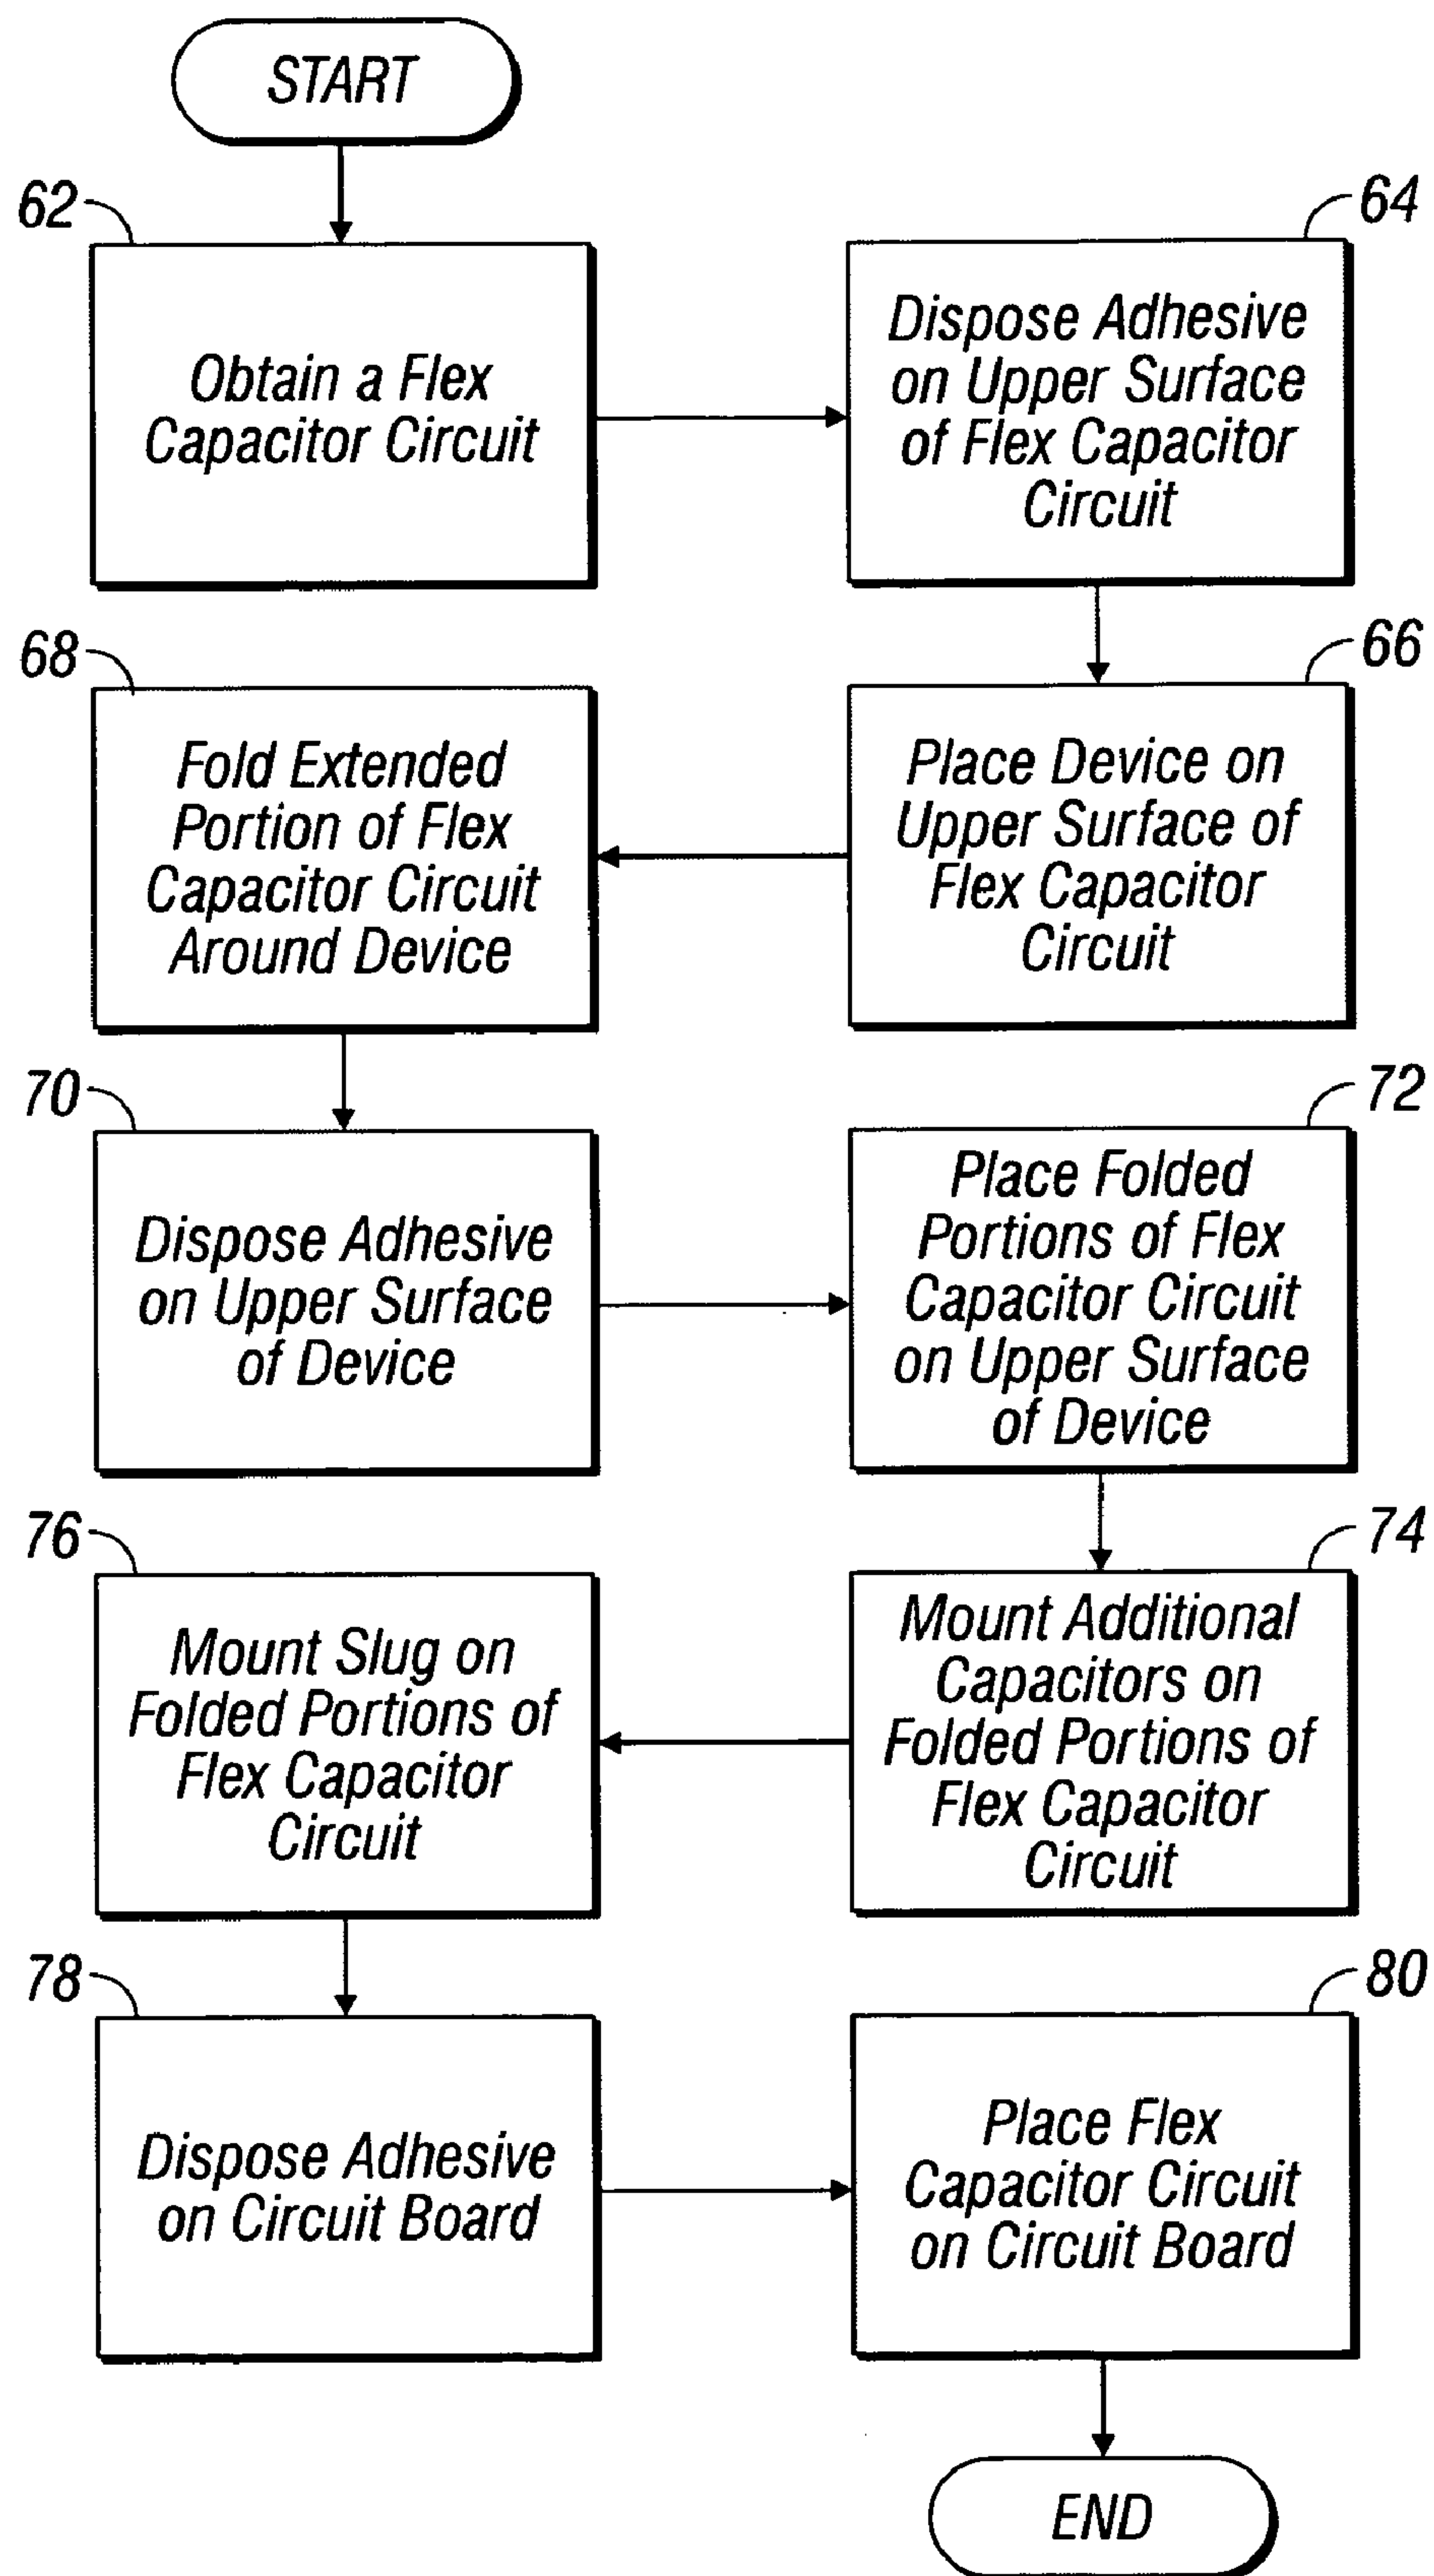 START
62
Obtain a Flex
Capacitor Circuit
64
Dispose Adhesive
on Upper Surface
of Flex Capacitor
Circuit
66
Place Device on
Upper Surface of
Flex Capacitor
Circuit
68
Fold Extended
Portion of Flex
Capacitor Circuit
Around Device
70
Dispose Adhesive
on Upper Surface
of Device
72
Place Folded
Portions of Flex
Capacitor Circuit
on Upper Surface
of Device
74
Mount Additional
Capacitors on
Folded Portions of
Flex Capacitor
Circuit
76
Mount Slug on
Folded Portions of
Flex Capacitor
Circuit
78
Dispose Adhesive
on Circuit Board
80
Place Flex
Capacitor Circuit
on Circuit Board
END